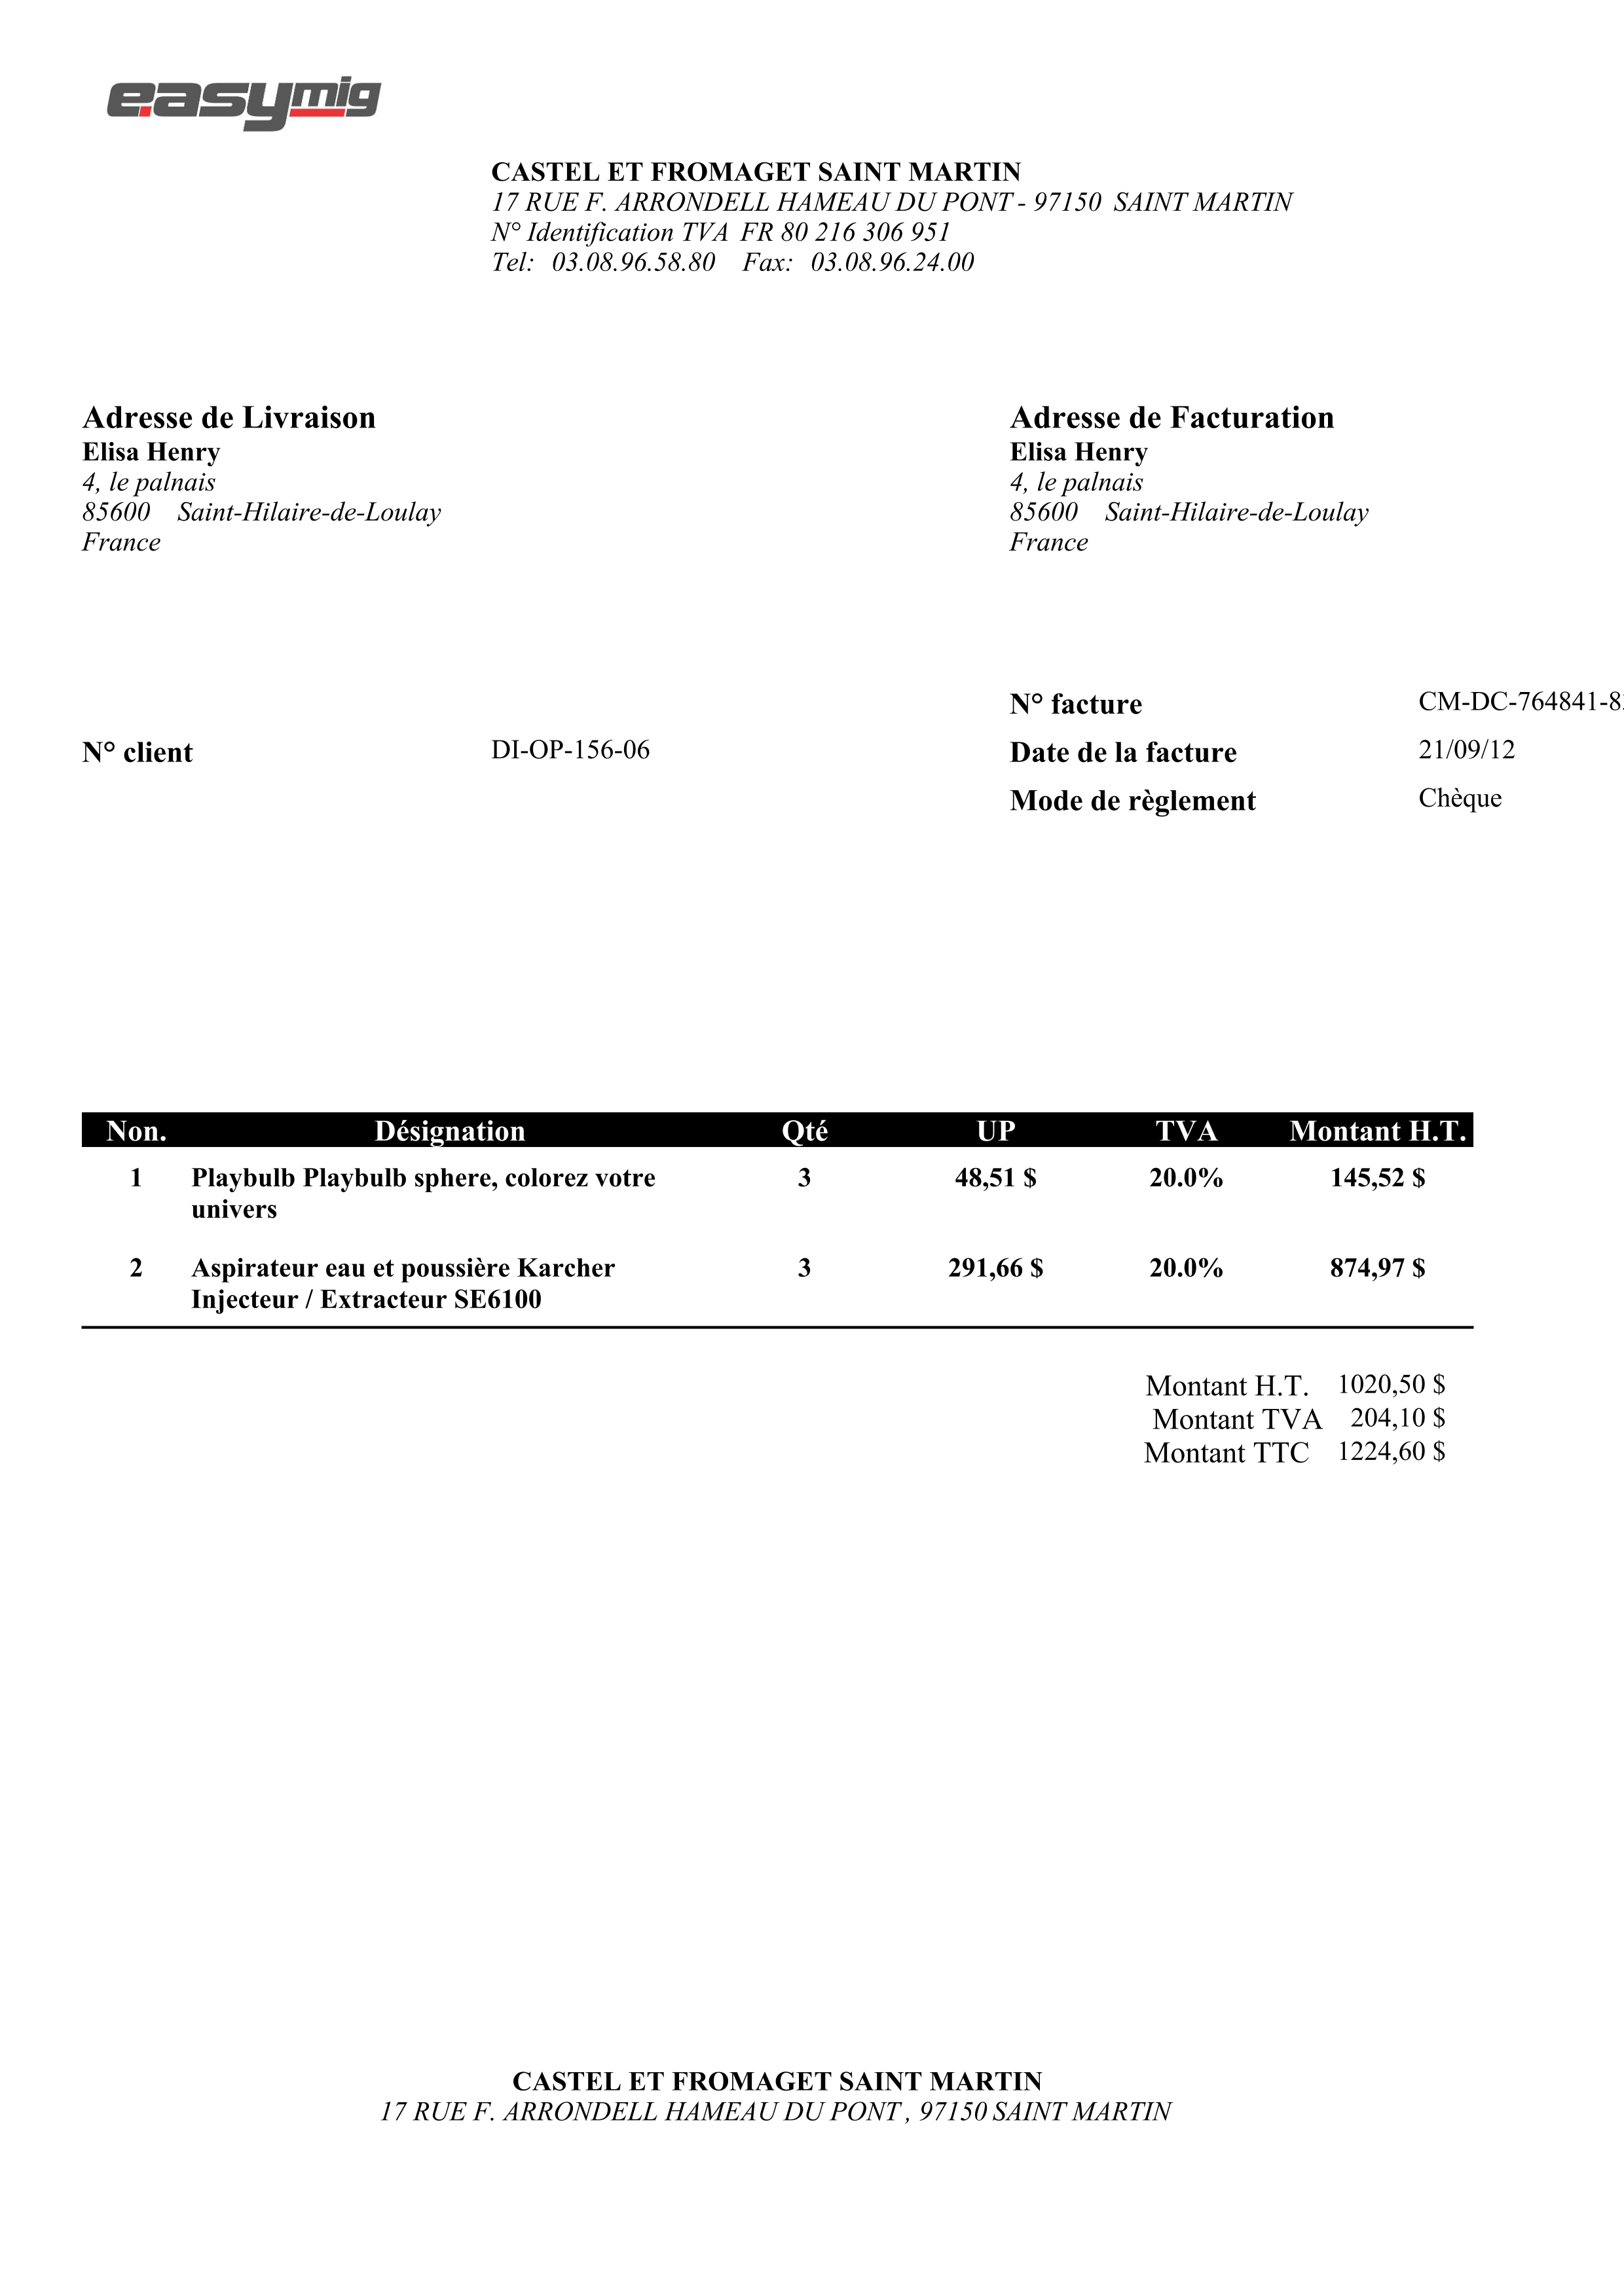 easymig
CASTEL ET FROMAGET SAINT MARTIN
17 RUE F. ARRONDELL HAMEAU DU PONT - 97150 SAINT MARTIN
N° Identification TVA FR 80 216 306 951
Tel: 03.08.96.58.80 Fax: 03.08.96.24.00
Adresse de Livraison
Elisa Henry
4, le palnais
85600 Saint-Hilaire-de-Loulay
France
Adresse de Facturation
Elisa Henry
4, le palnais
85600 Saint-Hilaire-de-Loulay
France
N° facture
N° client DI-OP-156-06
Date de la facture 21/09/12
Mode de règlement Chèque
Non. Désignation Qté UP TVA Montant H.T.
1 Playbulb Playbulb sphere, colorez votre 3 48,51 $ 20.0% 145,52 $
univers
2 Aspirateur eau et poussière Karcher 3 291,66 $ 20.0% 874,97 $
Injecteur / Extracteur SE6100
Montant H.T. 1020,50 $
Montant TVA 204,10 $
Montant TTC 1224,60 $
CASTEL ET FROMAGET SAINT MARTIN
17 RUE F. ARRONDELL HAMEAU DU PONT , 97150 SAINT MARTIN